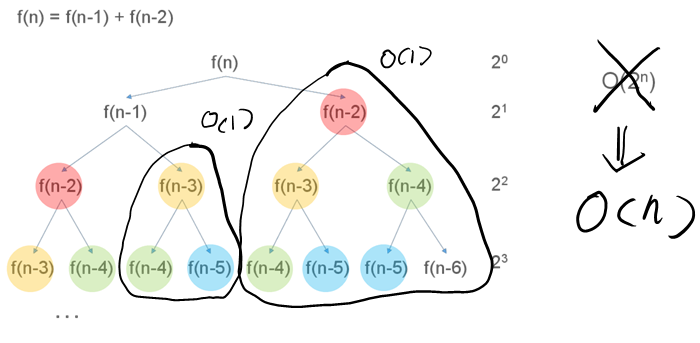 f(n) = f(n-1) + f(n-2)
O(1)
f(n)
2⁰
O(2ⁿ)
f(n-1)
O(1)
f(n-2)
2¹
f(n-2)
f(n-3)
f(n-3)
f(n-4)
2²
O(n)
f(n-3)
f(n-4)
f(n-4)
f(n-5)
f(n-4)
f(n-5)
f(n-5)
f(n-6)
2³
...